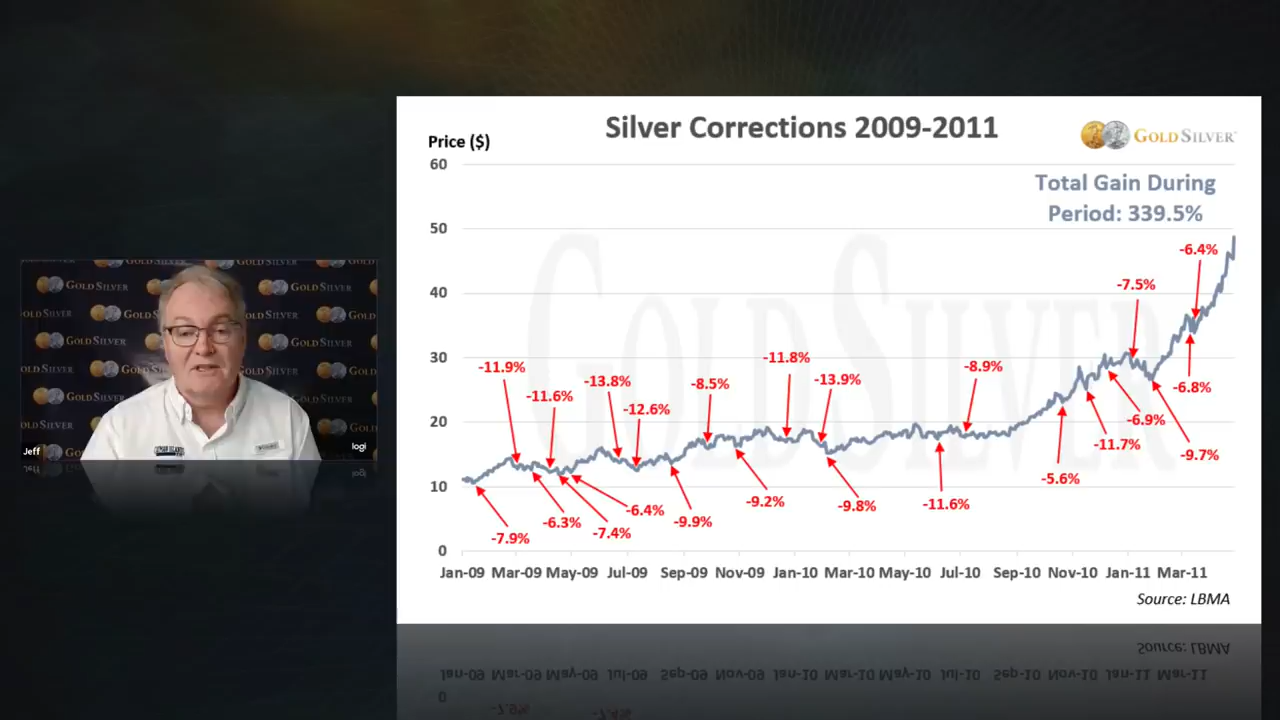 Silver Corrections 2009-2011
GOLDSILVER
Price ($)
Total Gain During
Period: 339.5%
60
50
40
30
20
10
0
GOLDSILVER
-11.9%
-11.6%
-13.8%
-12.6%
-8.5%
-11.8%
-13.9%
-8.9%
-7.5%
-6.4%
-7.9%
-6.3%
-7.4%
-6.4%
-9.9%
-9.2%
-9.8%
-11.6%
-5.6%
-11.7%
-6.9%
-9.7%
-6.8%
Jan-09 Mar-09 May-09 Jul-09 Sep-09 Nov-09 Jan-10 Mar-10 May-10 Jul-10 Sep-10 Nov-10 Jan-11 Mar-11
Source: LBMA
GOLDSILVER
GOLDSILVER
GOLDSILVER
GOLDSILVER
Jeff
logi